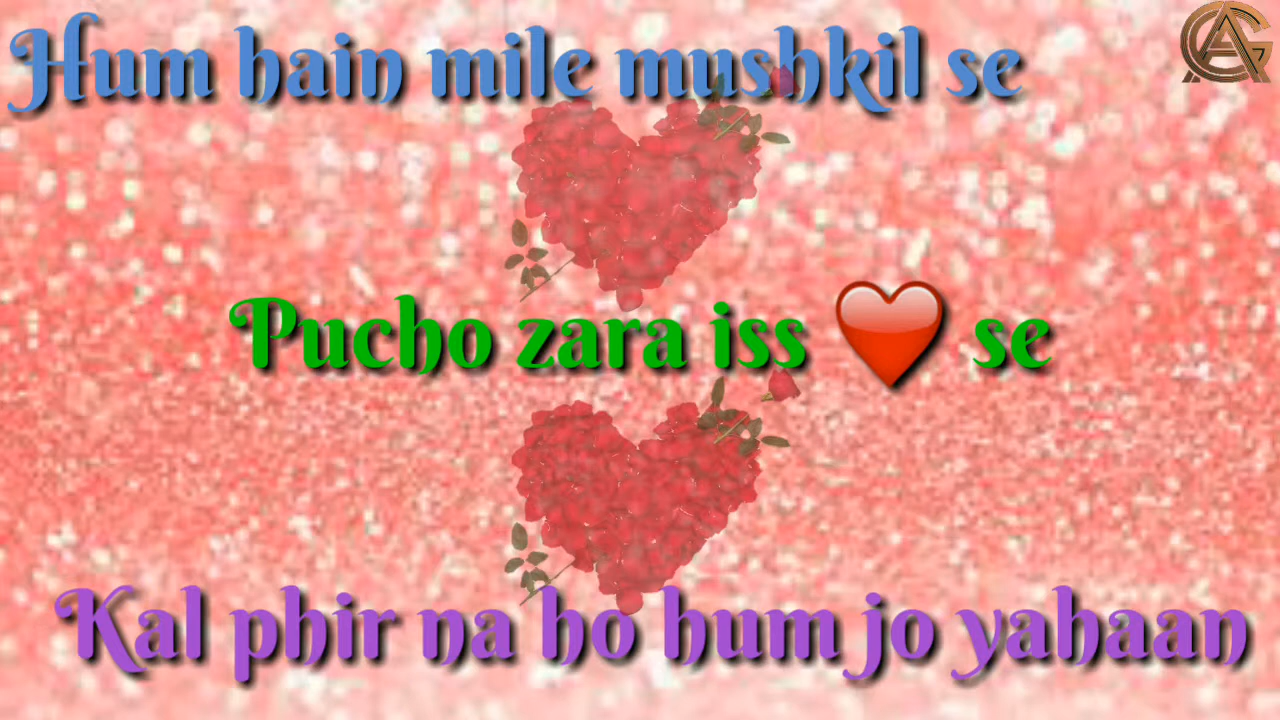 Hum hain mile mushkil se
Pucho zara iss ❤️ se
Kal phir na ho hum jo yahaan